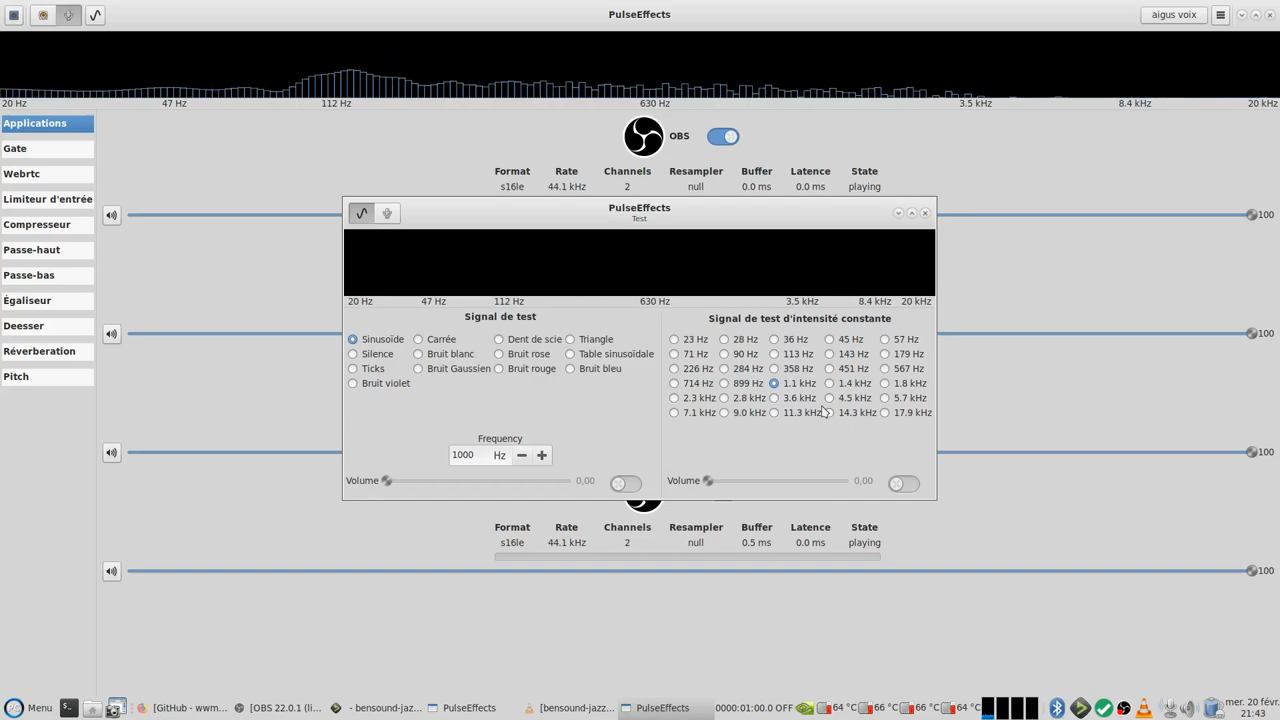 PulseEffects
aigus voix
20 Hz 47 Hz 112 Hz 630 Hz 3.5 kHz 8.4 kHz 20 kHz
Applications
Gate
Webrtc
Limiteur d'entrée
Compresseur
Passe-haut
Passe-bas
Égaliseur
Deesser
Réverberation
Pitch
OBS
Format Rate Channels Resampler Buffer Latence State
s16le 44.1 kHz 2 null 0.0 ms 0.0 ms playing
100
100
100
PulseEffects
Test
20 Hz 47 Hz 112 Hz 630 Hz 3.5 kHz 8.4 kHz 20 kHz
Signal de test
Sinusoïde Carrée Dent de scie Triangle
Silence Bruit blanc Bruit rose Table sinusoïdale
Ticks Bruit Gaussien Bruit rouge Bruit bleu
Bruit violet
Frequency
1000 Hz
Volume 0,00
Signal de test d'intensité constante
23 Hz 28 Hz 36 Hz 45 Hz 57 Hz
71 Hz 90 Hz 113 Hz 143 Hz 179 Hz
226 Hz 284 Hz 358 Hz 451 Hz 567 Hz
714 Hz 899 Hz 1.1 kHz 1.4 kHz 1.8 kHz
2.3 kHz 2.8 kHz 3.6 kHz 4.5 kHz 5.7 kHz
7.1 kHz 9.0 kHz 11.3 kHz 14.3 kHz 17.9 kHz
Volume 0,00
Format Rate Channels Resampler Buffer Latence State
s16le 44.1 kHz 2 null 0.5 ms 0.0 ms playing
100
Menu [GitHub - wwm... [OBS 22.0.1 (li... - bensound-jaz... PulseEffects [bensound-jazz... PulseEffects 0000:01:00.0 OFF 64 °C 66 °C 66 °C 64 °C
mer. 20 févr.
21:43